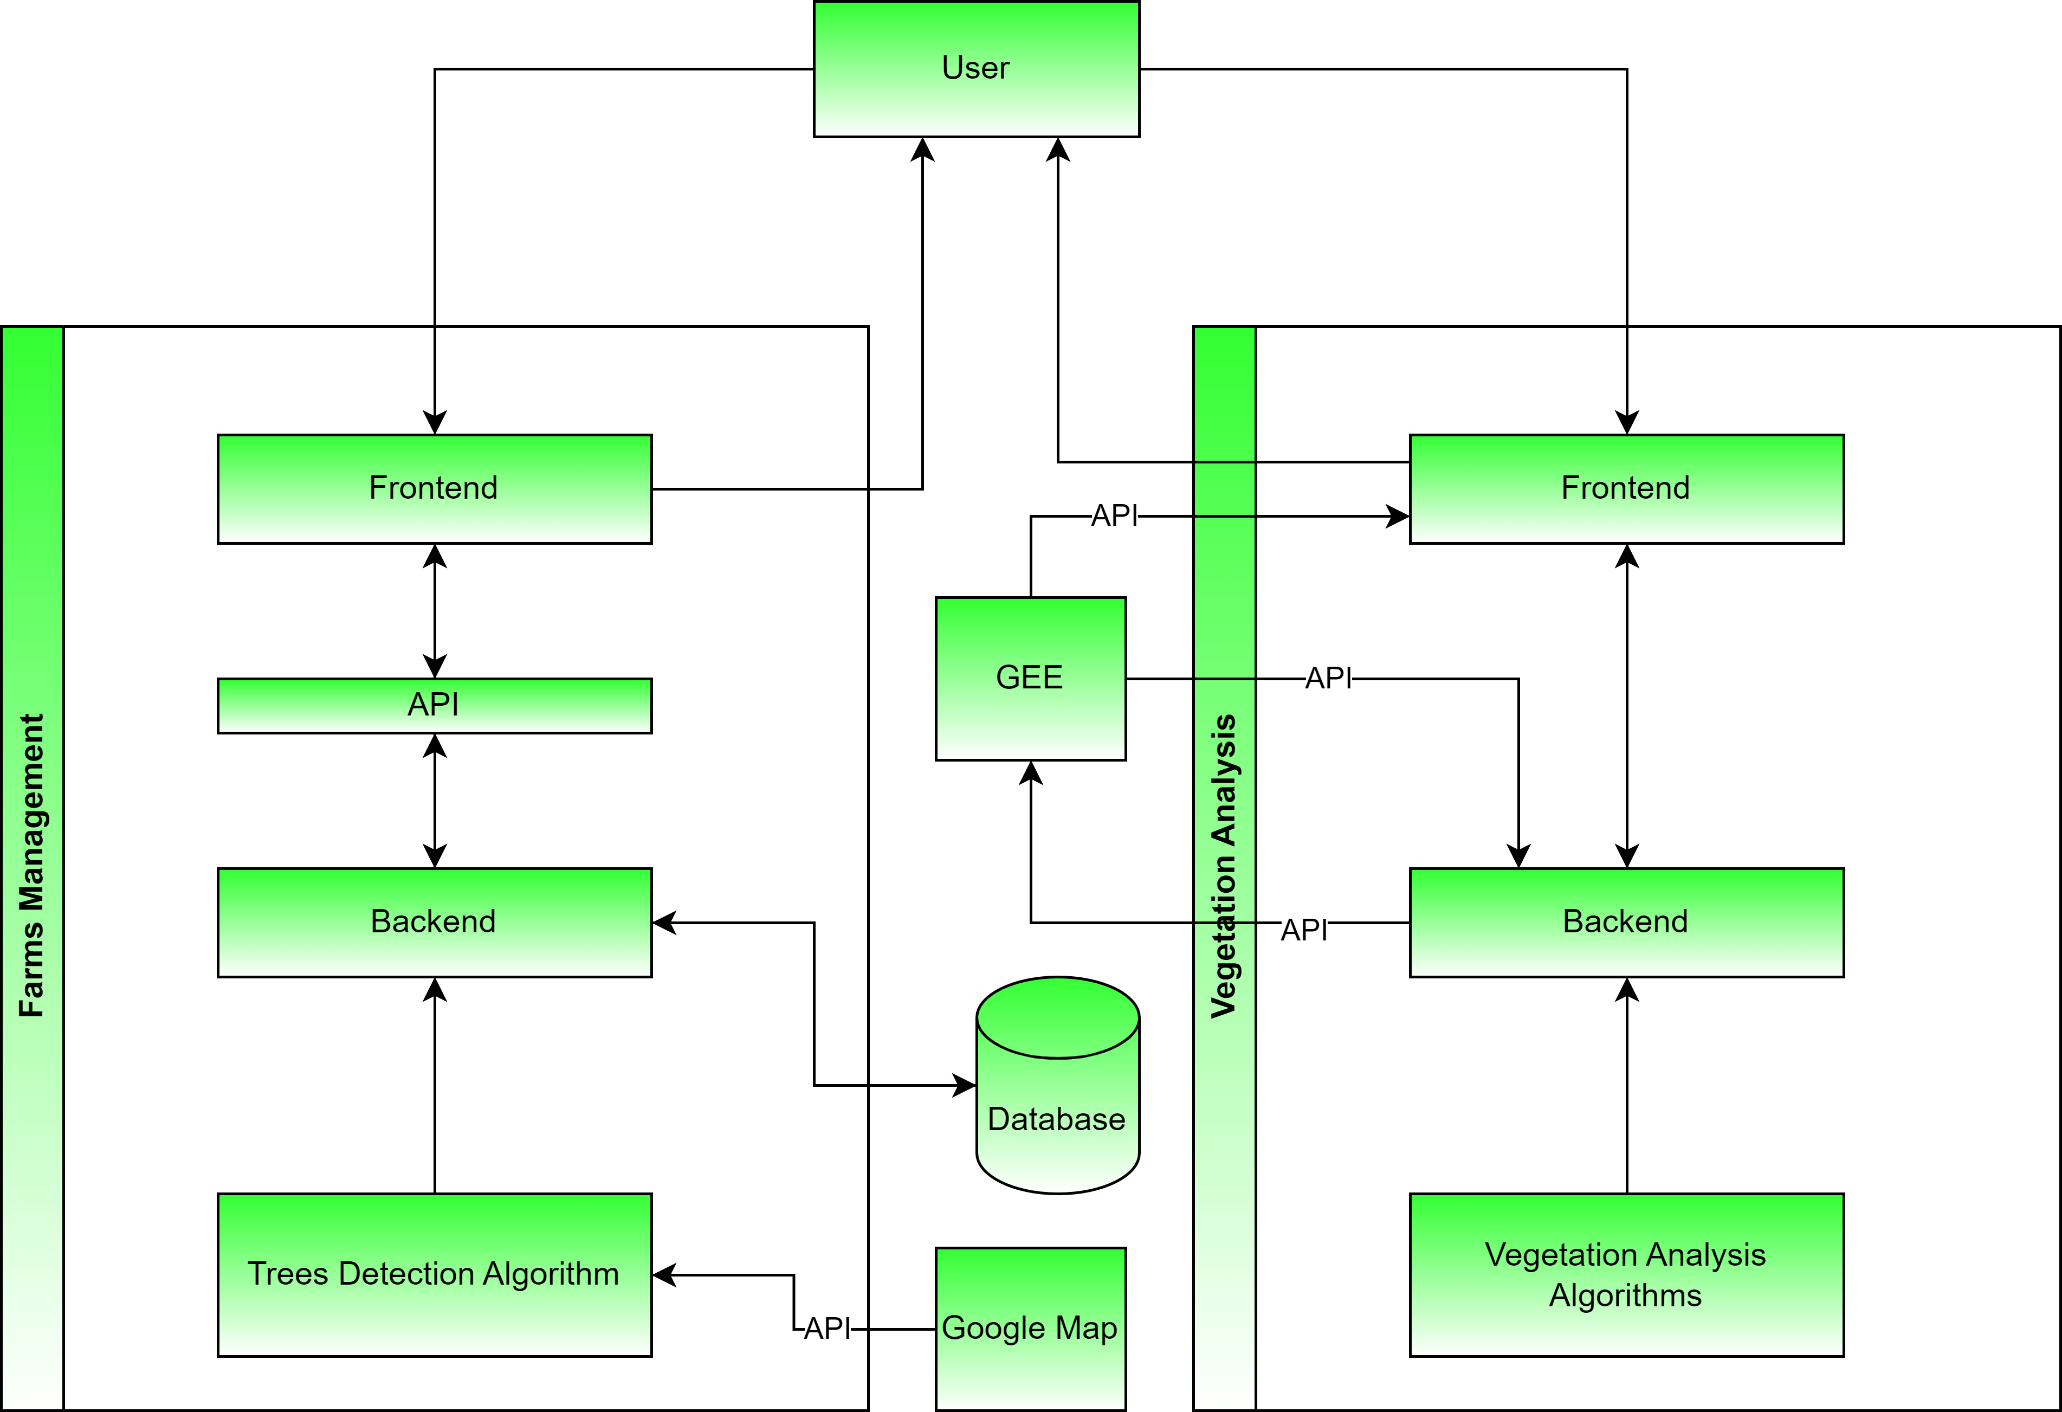 User
Farms Management
Frontend
API
Backend
Trees Detection Algorithm
API
GEE
API
API
API
Database
Google Map
Vegetation Analysis
Frontend
Backend
Vegetation Analysis
Algorithms